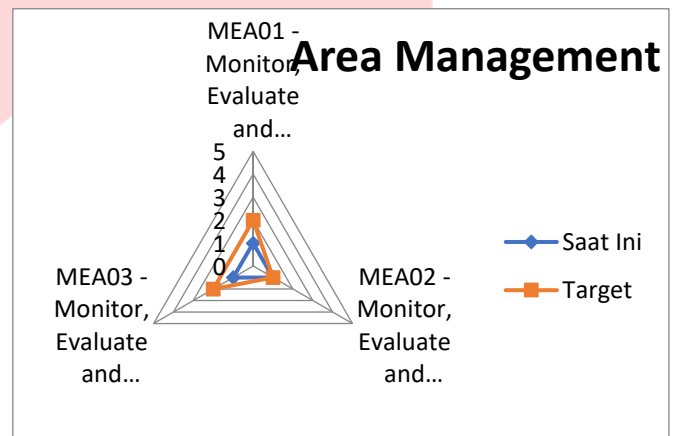 Area Management
MEA01 -
Monitor,
Evaluate
and…
5
4
3
2
1
0
MEA03 -
Monitor,
Evaluate
and…
MEA02 -
Monitor,
Evaluate
and…
Saat Ini
Target